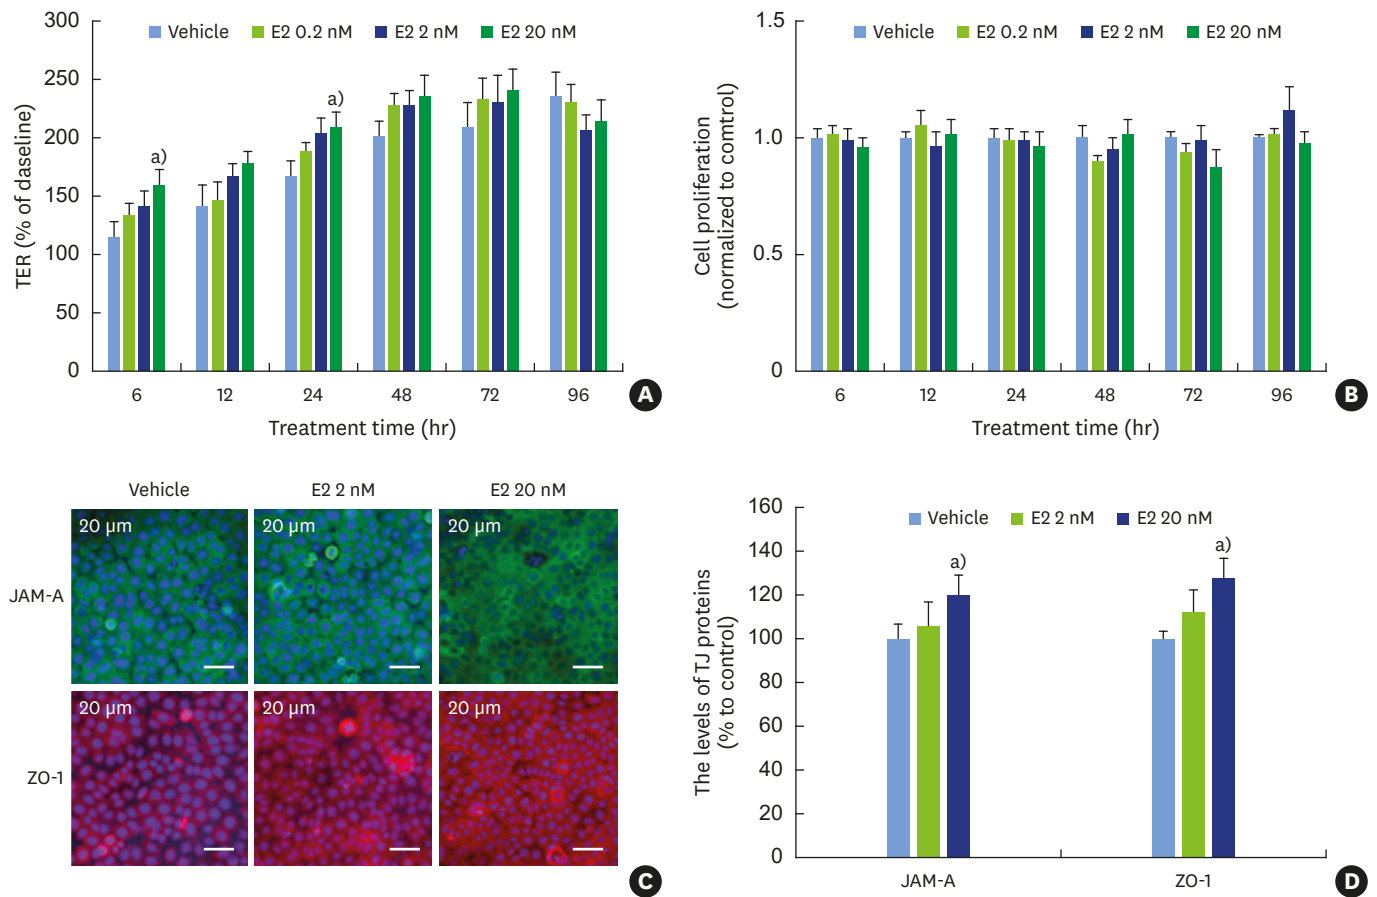 300
250
200
150
100
50
0
TER (% of daseline)
Vehicle E2 0.2 nM E2 2 nM E2 20 nM
a)
a)
6 12 24 48 72 96
Treatment time (hr)
A
1.5
1.0
0.5
0
Cell proliferation
(normalized to comtrol)
Vehicle E2 0.2 nM E2 2 nM E2 20 nM
6 12 24 48 72 96
Treatment time (hr)
B
Vehicle E2 2 nM E2 20 nM
JAM-A
20 µm 20 µm 20 µm
ZO-1
20 µm 20 µm 20 µm
C
160
140
120
100
80
60
40
20
0
The levels of TJ proteins
(% to control)
Vehicle E2 2 nM E2 20 nM
a)
a)
JAM-A ZO-1
D